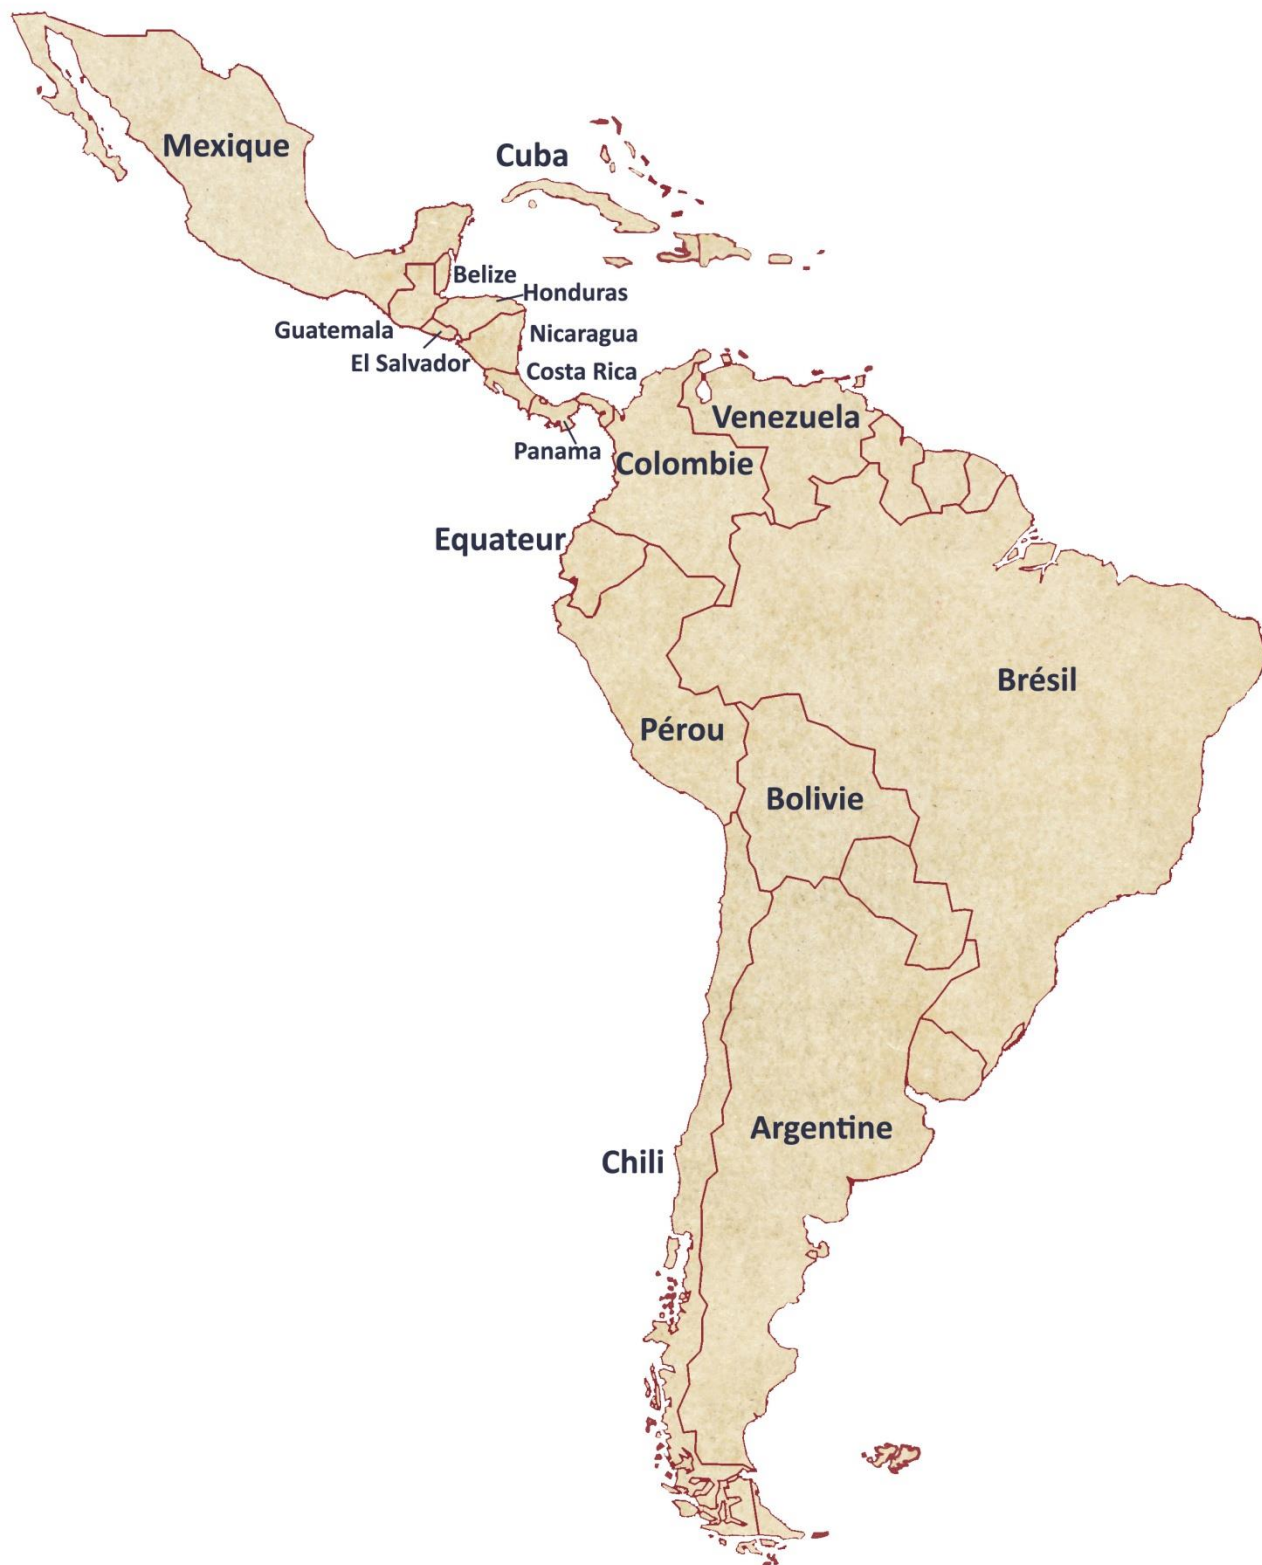 Mexique
Cuba
Belize
Honduras
Guatemala
Nicaragua
El Salvador
Costa Rica
Venezuela
Panama
Colombie
Equateur
Brésil
Pérou
Bolivie
Argentine
Chili